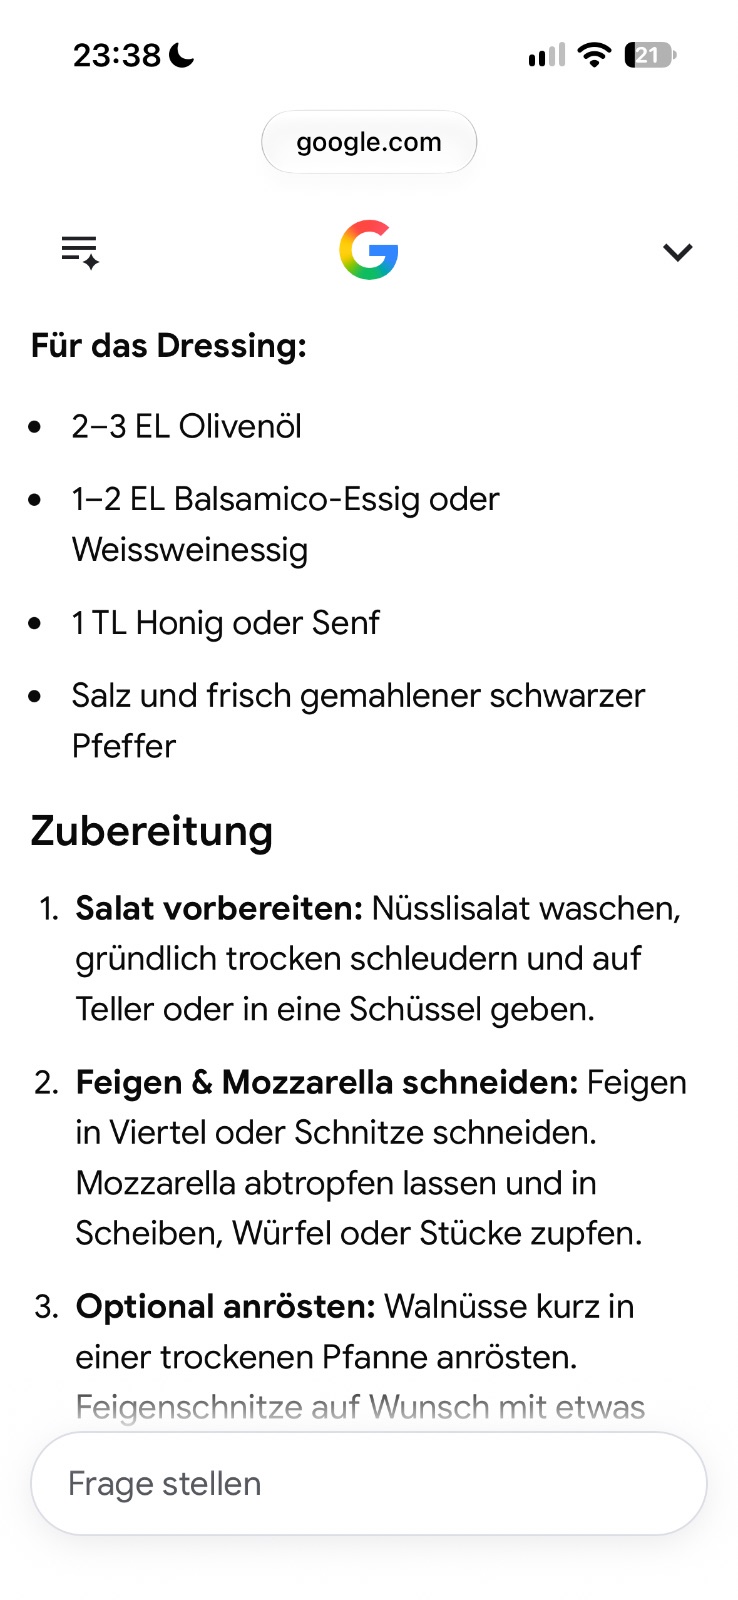 23:38
21
google.com
Für das Dressing:
• 2–3 EL Olivenöl
• 1–2 EL Balsamico-Essig oder
Weissweinessig
• 1 TL Honig oder Senf
• Salz und frisch gemahlener schwarzer
Pfeffer
Zubereitung
1. Salat vorbereiten: Nüsslisalat waschen,
gründlich trocken schleudern und auf
Teller oder in eine Schüssel geben.
2. Feigen & Mozzarella schneiden: Feigen
in Viertel oder Schnitze schneiden.
Mozzarella abtropfen lassen und in
Scheiben, Würfel oder Stücke zupfen.
3. Optional anrösten: Walnüsse kurz in
einer trockenen Pfanne anrösten.
Feigenschnitze auf Wunsch mit etwas
Frage stellen